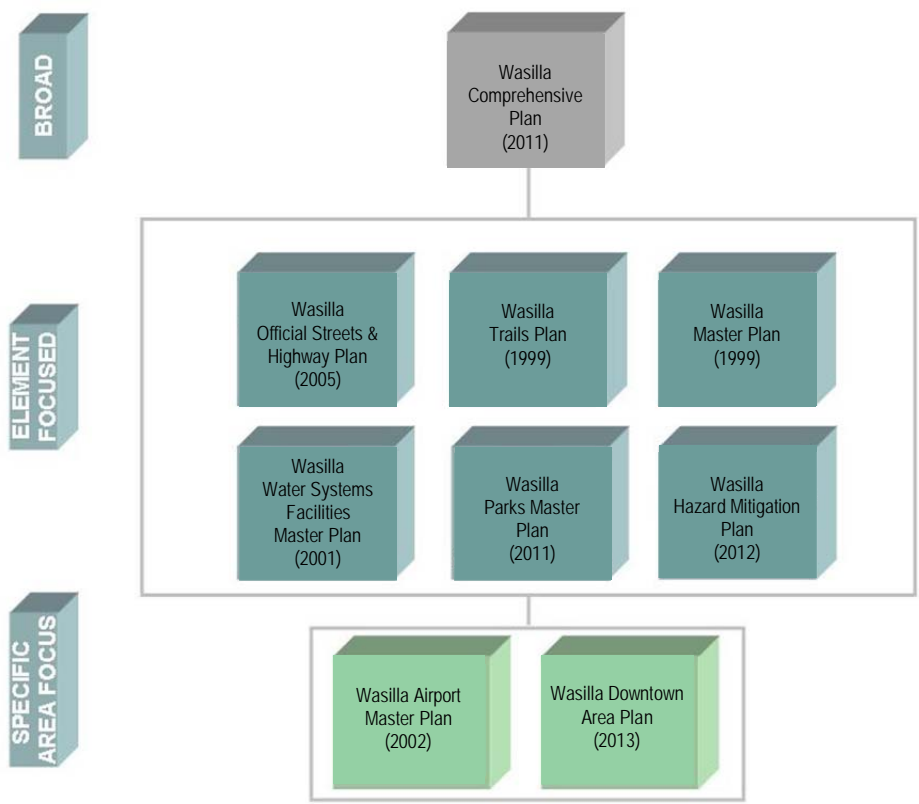 BROAD
Wasilla
Comprehensive
Plan
(2011)
ELEMENT
FOCUSED
Wasilla
Official Streets &
Highway Plan
(2005)
Wasilla
Trails Plan
(1999)
Wasilla
Master Plan
(1999)
Wasilla
Water Systems
Facilities
Master Plan
(2001)
Wasilla
Parks Master
Plan
(2011)
Wasilla
Hazard Mitigation
Plan
(2012)
SPECIFIC
AREA FOCUS
Wasilla Airport
Master Plan
(2002)
Wasilla Downtown
Area Plan
(2013)